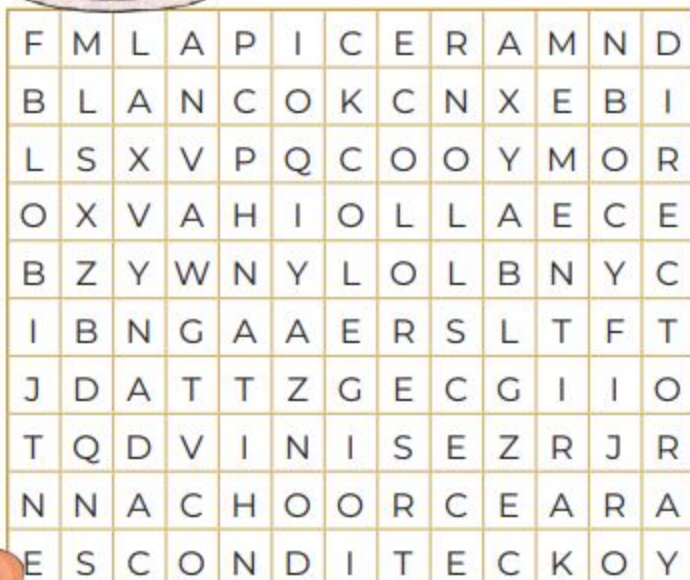 F M L A P I C E R A M N D
B L A N C O K C N X E B I
L S X V P Q C O O Y M O R
O X V A H I O L L A E C E
B Z Y W N Y L O L B N Y C
I B N G A A E R S L T F T
J D A T T Z G E C G I I O
T Q D V I N I S E Z R J R
N N A C H O O R C E A R A
E S C O N D I T E C K O Y